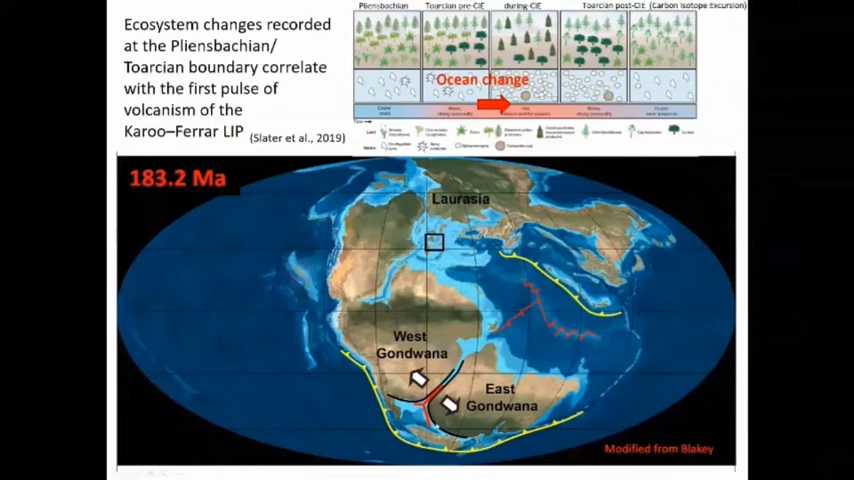 Ecosystem changes recorded
at the Pliensbachian/
Toarcian boundary correlate
with the first pulse of
volcanism of the
Karoo–Ferrar LIP (Slater et al., 2019)
Pliensbachian
Toarcian pre-CIE
during-CIE
Toarcian post-CIE (Carbon Isotope Excursion)
Ocean change
183.2 Ma
Laurasia
West
Gondwana
East
Gondwana
Modified from Blakey